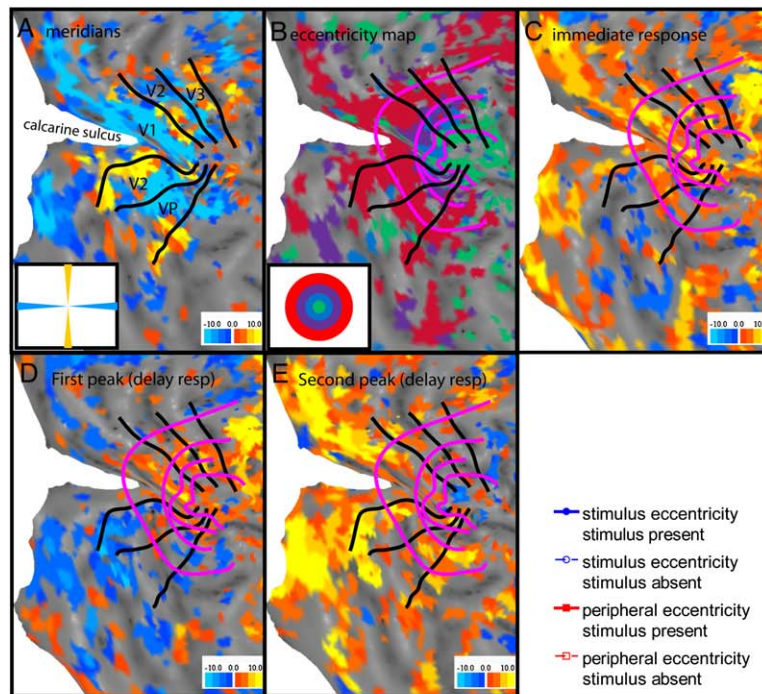 A meridians
B eccentricity map
C immediate response
V2
V3
calcarine sulcus
V1
V2
VP
-10.0 0.0 10.0
-10.0 0.0 10.
D First peak (delay resp)
E Second peak (delay resp)
stimulus eccentricity
stimulus present
stimulus eccentricity
stimulus absent
peripheral eccentricity
stimulus present
peripheral eccentricity
stimulus absent
-10.0 0.0 10.0
-10.0 0.0 10.0